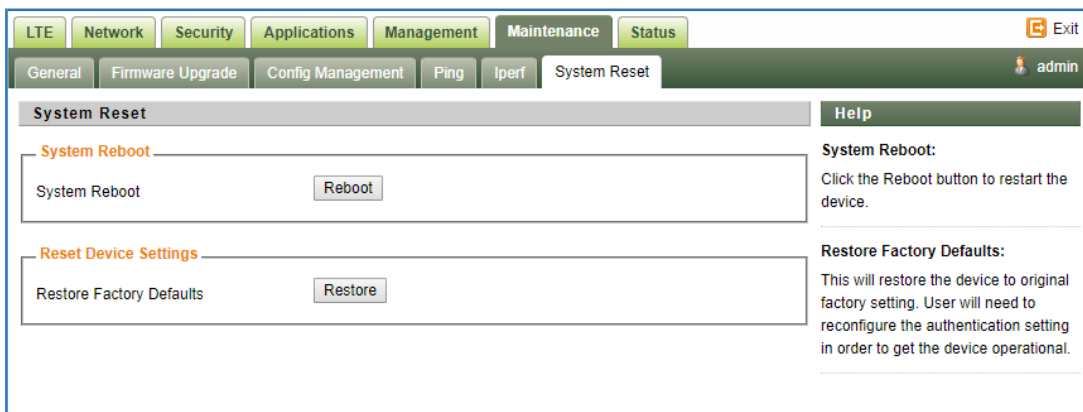 LTE Network Security Applications Management Maintenance Status Exit
General Firmware Upgrade Config Management Ping Iperf System Reset admin
System Reset
System Reboot
System Reboot Reboot
Reset Device Settings
Restore Factory Defaults Restore
Help
System Reboot:
Click the Reboot button to restart the
device.
Restore Factory Defaults:
This will restore the device to original
factory setting. User will need to
reconfigure the authentication setting
in order to get the device operational.